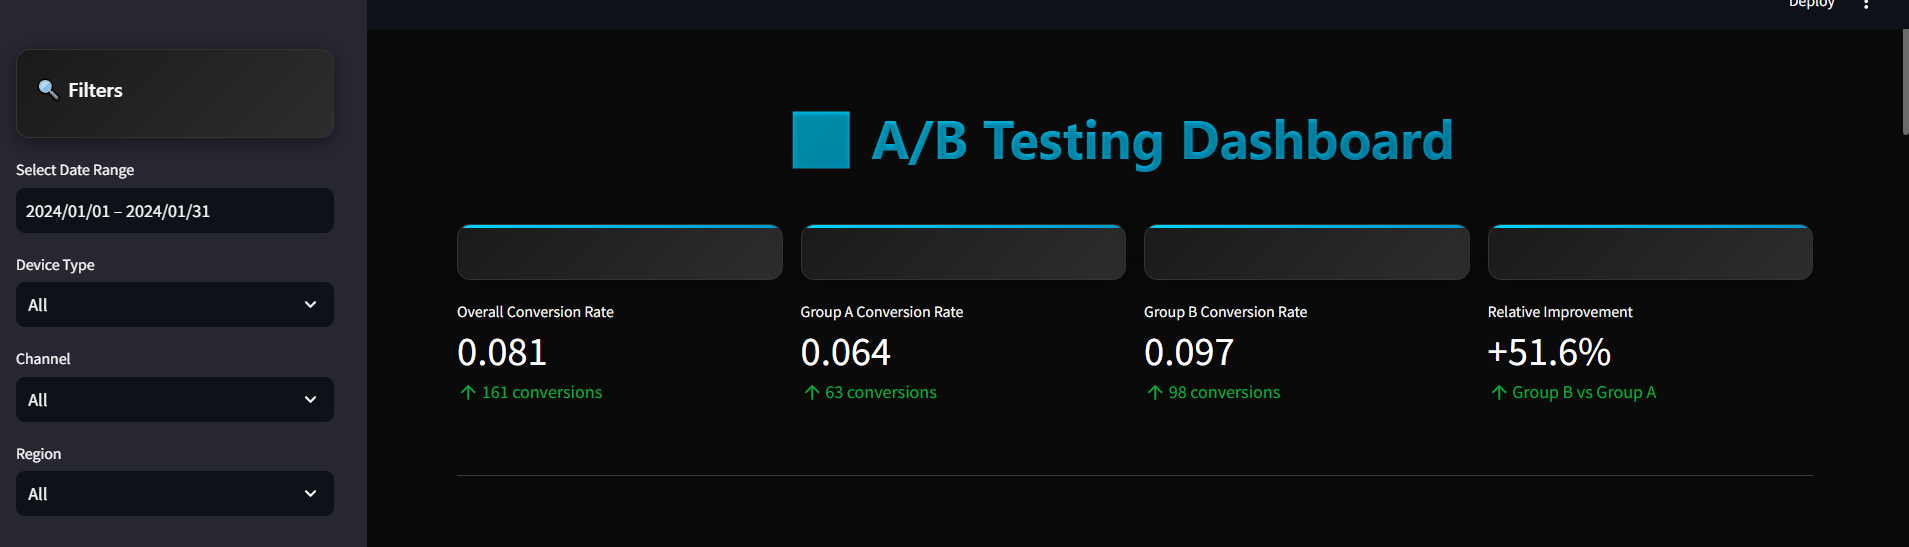 Deploy
Filters
Select Date Range
2024/01/01 – 2024/01/31
Device Type
All
Channel
All
Region
All
A/B Testing Dashboard
Overall Conversion Rate
0.081
↑ 161 conversions
Group A Conversion Rate
0.064
↑ 63 conversions
Group B Conversion Rate
0.097
↑ 98 conversions
Relative Improvement
+51.6%
↑ Group B vs Group A